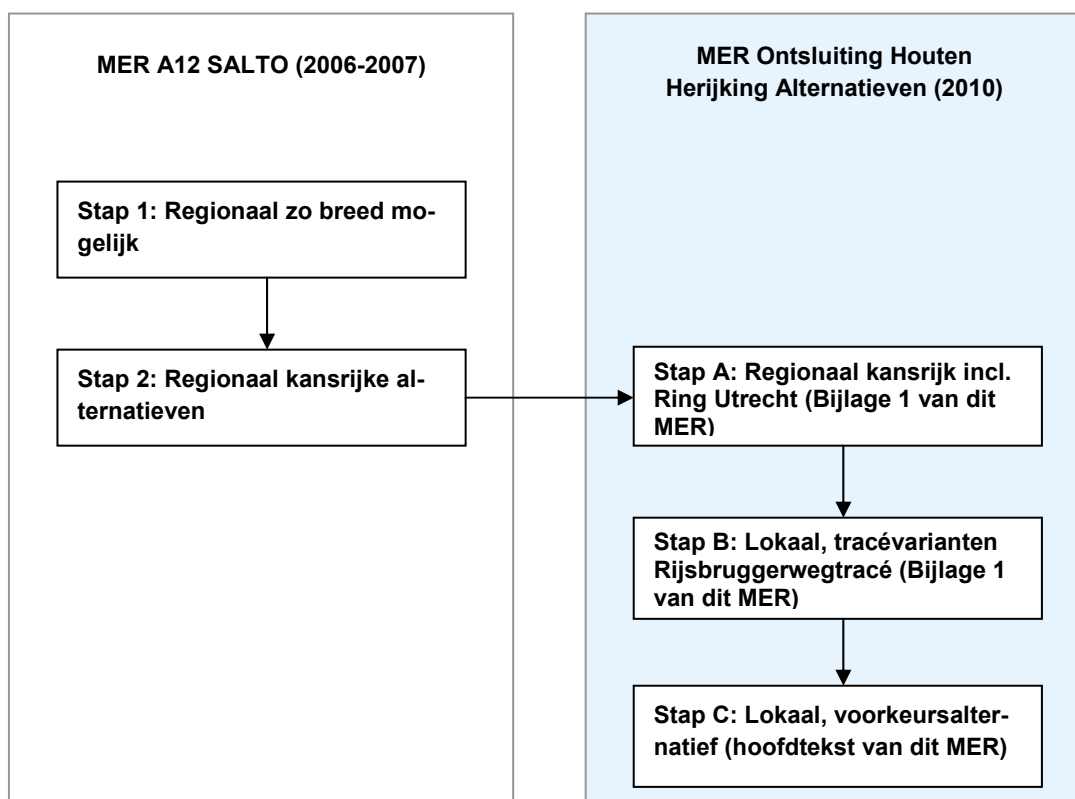 MER A12 SALTO (2006-2007)
Stap 1: Regionaal zo breed mo-
gelijk
Stap 2: Regionaal kansrijke al-
ternatieven
MER Ontsluiting Houten
Herijking Alternatieven (2010)
Stap A: Regionaal kansrijk incl.
Ring Utrecht (Bijlage 1 van dit
MER)
Stap B: Lokaal, tracévarianten
Rijsbruggerwegtracé (Bijlage 1
van dit MER)
Stap C: Lokaal, voorkeursalter-
natief (hoofdtekst van dit MER)